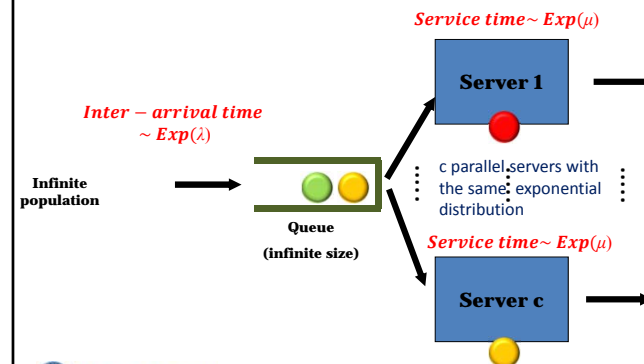 Service time~ Exp(μ)
Server 1
Inter − arrival time
~ Exp(λ)
c parallel servers with
the same exponential
distribution
Infinite
population
Queue
(infinite size)
Service time~ Exp(μ)
Server c